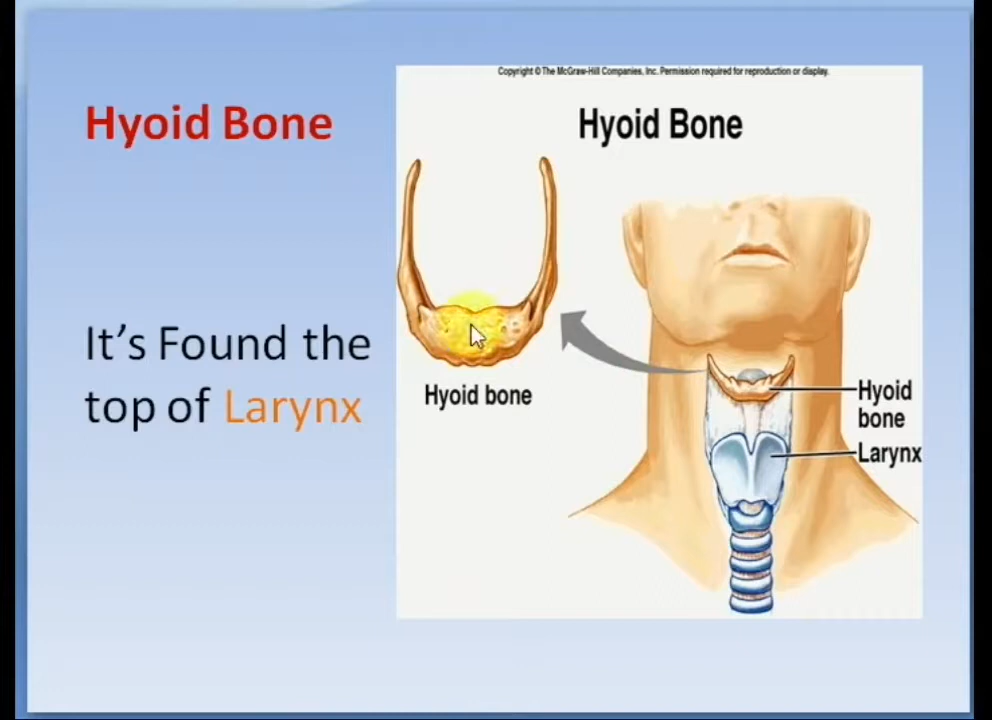 Copyright © The McGraw-Hill Companies, Inc. Permission required for reproduction or display.
Hyoid Bone
Hyoid Bone
It's Found the
top of Larynx
Hyoid bone
Hyoid
bone
Larynx